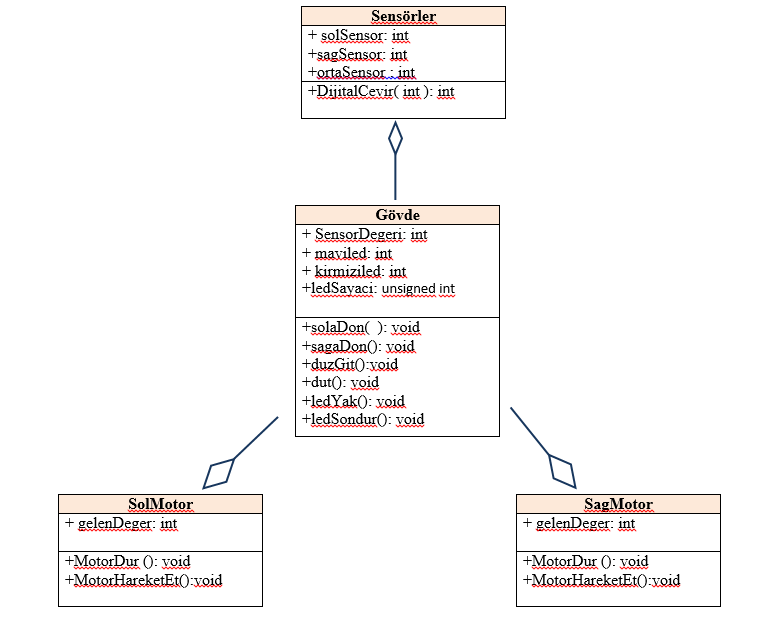 Sensörler
+ solSensor: int
+sagSensor: int
+ortaSensor : int
+DijitalCevir( int ): int
Gövde
+ SensorDegeri: int
+ maviled: int
+ kirmiziled: int
+ledSayaci: unsigned int
+solaDon(  ): void
+sagaDon(): void
+duzGit():void
+dut(): void
+ledYak(): void
+ledSondur(): void
SolMotor
+ gelenDeger: int
+MotorDur (): void
+MotorHareketEt():void
SagMotor
+ gelenDeger: int
+MotorDur (): void
+MotorHareketEt():void